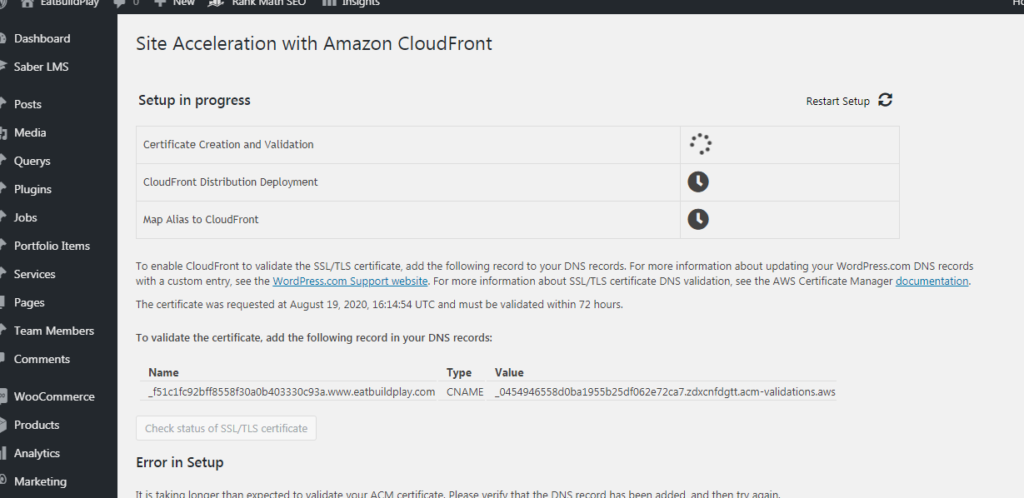 EatBuildPlay 0 New Rank Math SEO Insights
Dashboard
Saber LMS
Posts
Media
Querys
Plugins
Jobs
Portfolio Items
Services
Pages
Team Members
Comments
WooCommerce
Products
Analytics
Marketing
Site Acceleration with Amazon CloudFront
Setup in progress
Restart Setup
Certificate Creation and Validation
CloudFront Distribution Deployment
Map Alias to CloudFront
To enable CloudFront to validate the SSL/TLS certificate, add the following record to your DNS records. For more information about updating your WordPress.com DNS records
with a custom entry, see the WordPress.com Support website. For more information about SSL/TLS certificate DNS validation, see the AWS Certificate Manager documentation.
The certificate was requested at August 19, 2020, 16:14:54 UTC and must be validated within 72 hours.
To validate the certificate, add the following record in your DNS records:
Name Type Value
_f51c1fc92bff8558f30a0b403330c93a.www.eatbuildplay.com CNAME _0454946558d0ba1955b25df062e72ca7.zdxcnfdgtt.acm-validations.aws
Check status of SSL/TLS certificate
Error in Setup
It is taking longer than expected to validate your ACM certificate. Please verify that the DNS record has been added, and then try again.